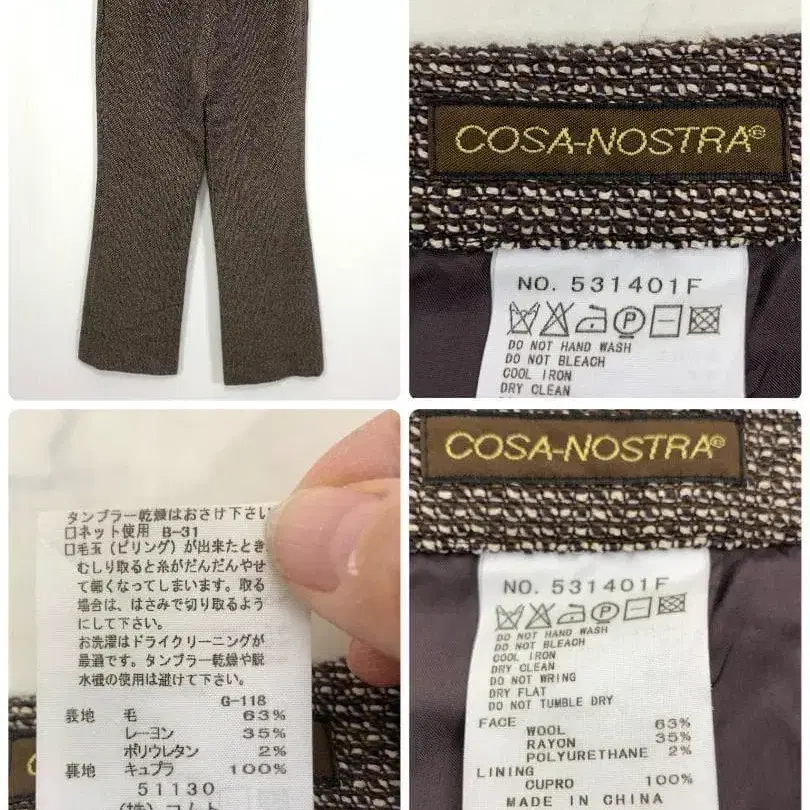 COSA-NOSTRA®
NO. 531401F
DO NOT HAND WASH
DO NOT BLEACH
COOL IRON
DRY CLEAN
タンブラー乾燥はおさけ下さい
口ネット使用 B-31
口毛玉（ピリング）が出来たとき
むしり取ると糸がだんだんやせ
て細くなってしまいます。取る
場合は、はさみで切り取るよう
にして下さい。
お洗濯はドライクリーニングが
最適です。タンブラー乾燥や脱
水機の使用は避けて下さい。
G-118
表地 毛 63%
レーヨン 35%
ポリウレタン 2%
裏地 キュプラ 100%
51130
COSA
COSA-NOSTRA®
NO. 531401F
DO NOT HAND WASH
DO NOT BLEACH
COOL IRON
DRY CLEAN
DO NOT WRING
DRY FLAT
DO NOT TUMBLE DRY
FACE
WOOL 63%
RAYON 35%
POLYURETHANE 2%
LINING
CUPRO 100%
MADE IN CHINA